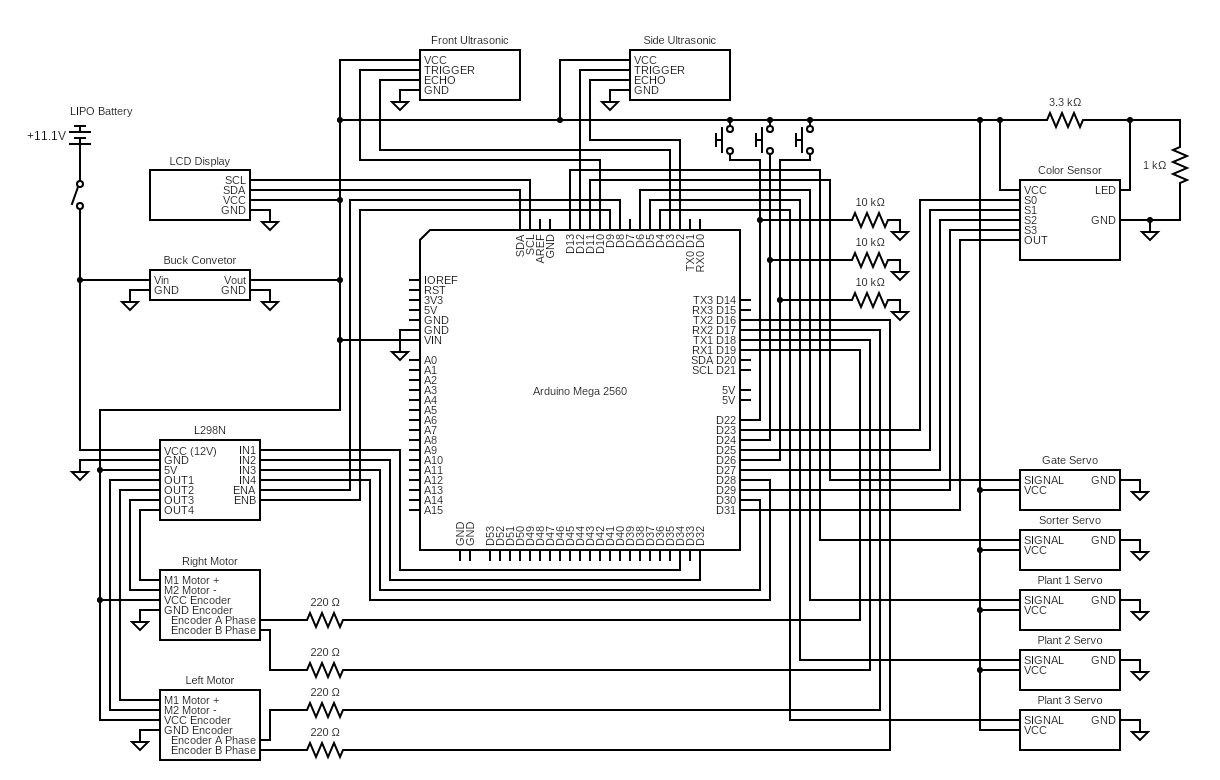 Front Ultrasonic
VCC
TRIGGER
ECHO
GND
Side Ultrasonic
VCC
TRIGGER
ECHO
GND
LIPO Battery
+11.1V
LCD Display
SCL
SDA
VCC
GND
Buck Convetor
Vin
GND
Vout
GND
3.3 kΩ
1 kΩ
Color Sensor
VCC
S0
S1
S2
S3
OUT
LED
GND
10 kΩ
10 kΩ
10 kΩ
Arduino Mega 2560
SDA
SCL
AREF
GND
D13
D12
D11
D10
D9
D8
D7
D6
D5
D4
D3
D2
TX0 D1
RX0 D0
IOREF
RST
3V3
5V
GND
GND
VIN
A0
A1
A2
A3
A4
A5
A6
A7
A8
A9
A10
A11
A12
A13
A14
A15
TX3 D14
RX3 D15
TX2 D16
RX2 D17
TX1 D18
RX1 D19
SDA D20
SCL D21
5V
5V
D22
D23
D24
D25
D26
D27
D28
D29
D30
D31
GND
GND
D53
D52
D51
D50
D49
D48
D47
D46
D45
D44
D43
D42
D41
D40
D39
D38
D37
D36
D35
D34
D33
D32
L298N
VCC (12V)
GND
5V
OUT1
OUT2
OUT3
OUT4
IN1
IN2
IN3
IN4
ENA
ENB
Right Motor
M1 Motor +
M2 Motor -
VCC Encoder
GND Encoder
Encoder A Phase
Encoder B Phase
220 Ω
220 Ω
Left Motor
M1 Motor +
M2 Motor -
VCC Encoder
GND Encoder
Encoder A Phase
Encoder B Phase
220 Ω
220 Ω
Gate Servo
SIGNAL GND
VCC
Sorter Servo
SIGNAL GND
VCC
Plant 1 Servo
SIGNAL GND
VCC
Plant 2 Servo
SIGNAL GND
VCC
Plant 3 Servo
SIGNAL GND
VCC